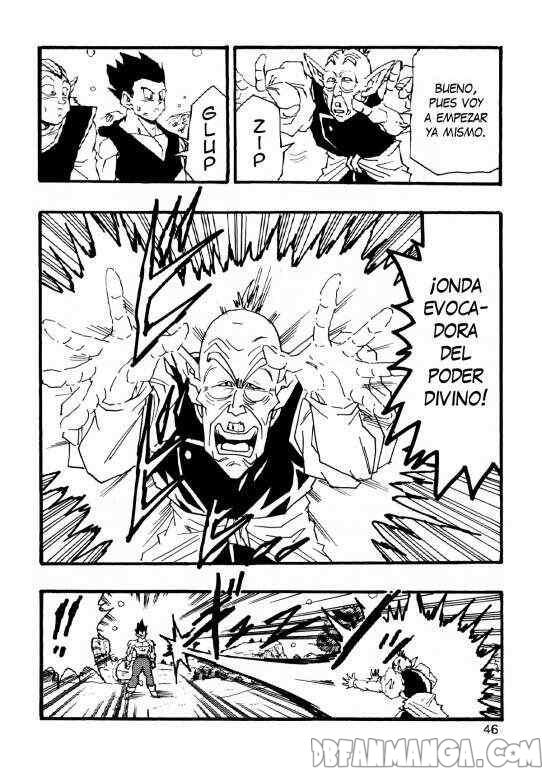 BUENO,
PUES VOY
A EMPEZAR
YA MISMO.
ZIP
GLUP
¡ONDA
EVOCA-
DORA
DEL
PODER
DIVINO!
46
DBFANMANGA.COM